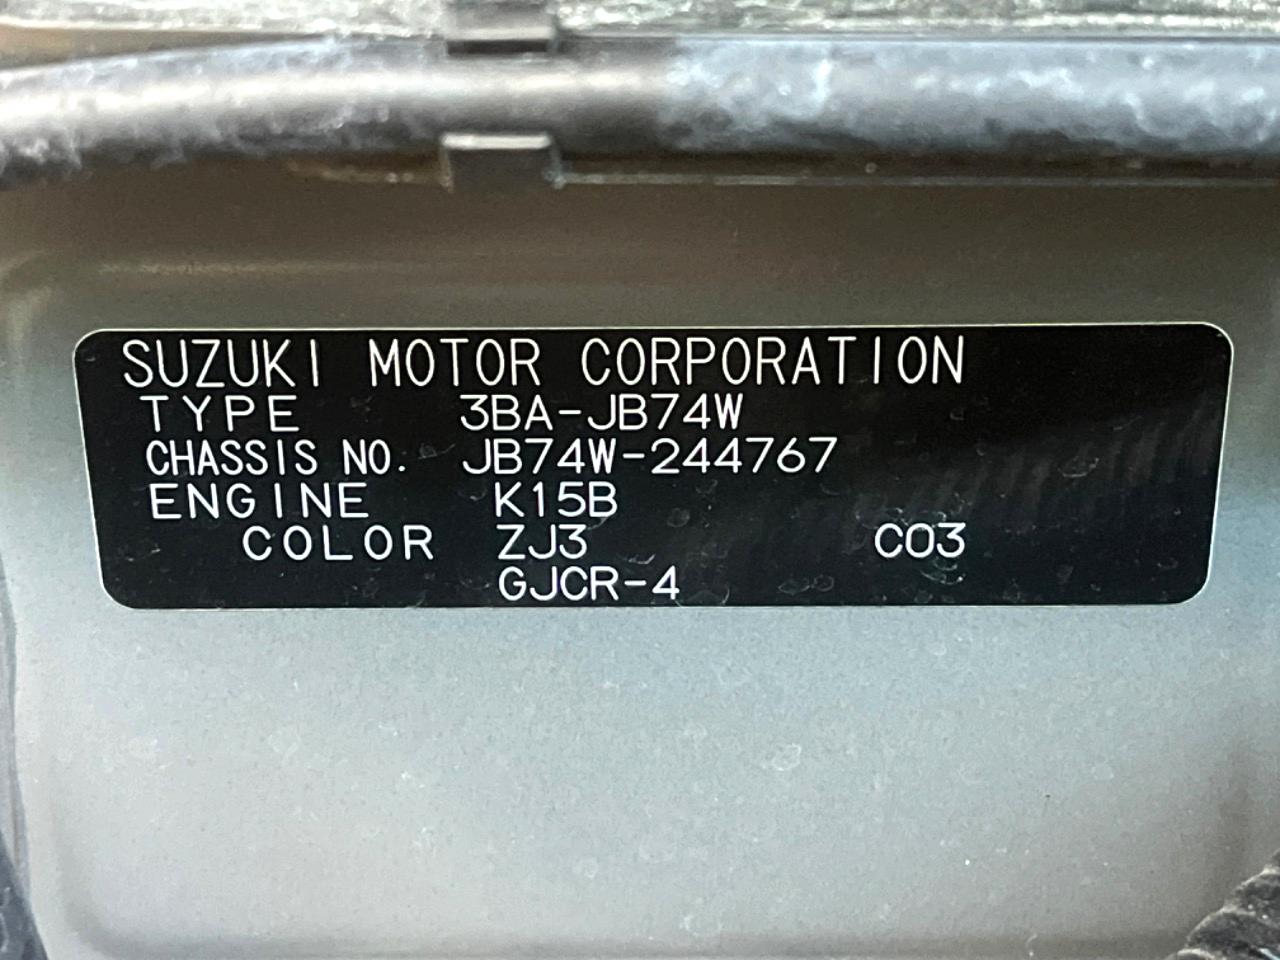 SUZUKI MOTOR CORPORATION
TYPE 3BA-JB74W
CHASSIS NO. JB74W-244767
ENGINE K15B
COLOR ZJ3 C03
GJCR-4